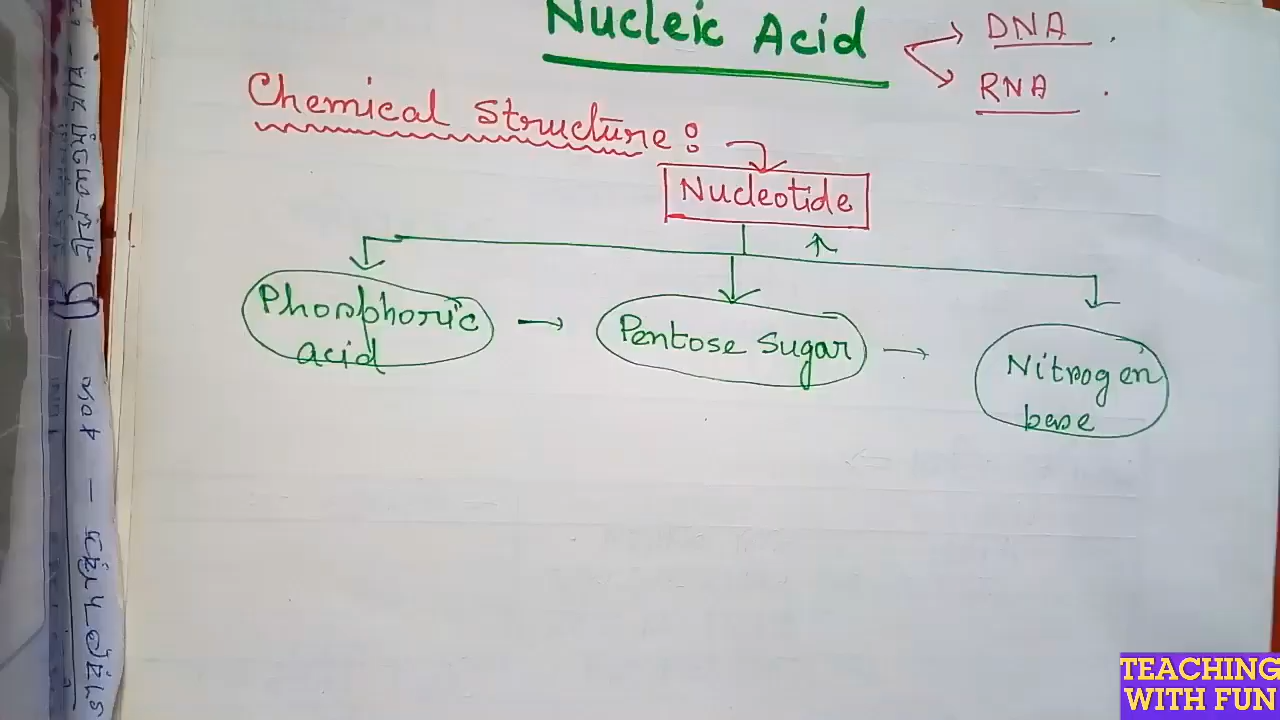 Nucleic Acid
DNA
RNA
Chemical Structure :
Nucleotide
Phosphoric
acid
Pentose Sugar
Nitrogen
base
TEACHING
WITH FUN